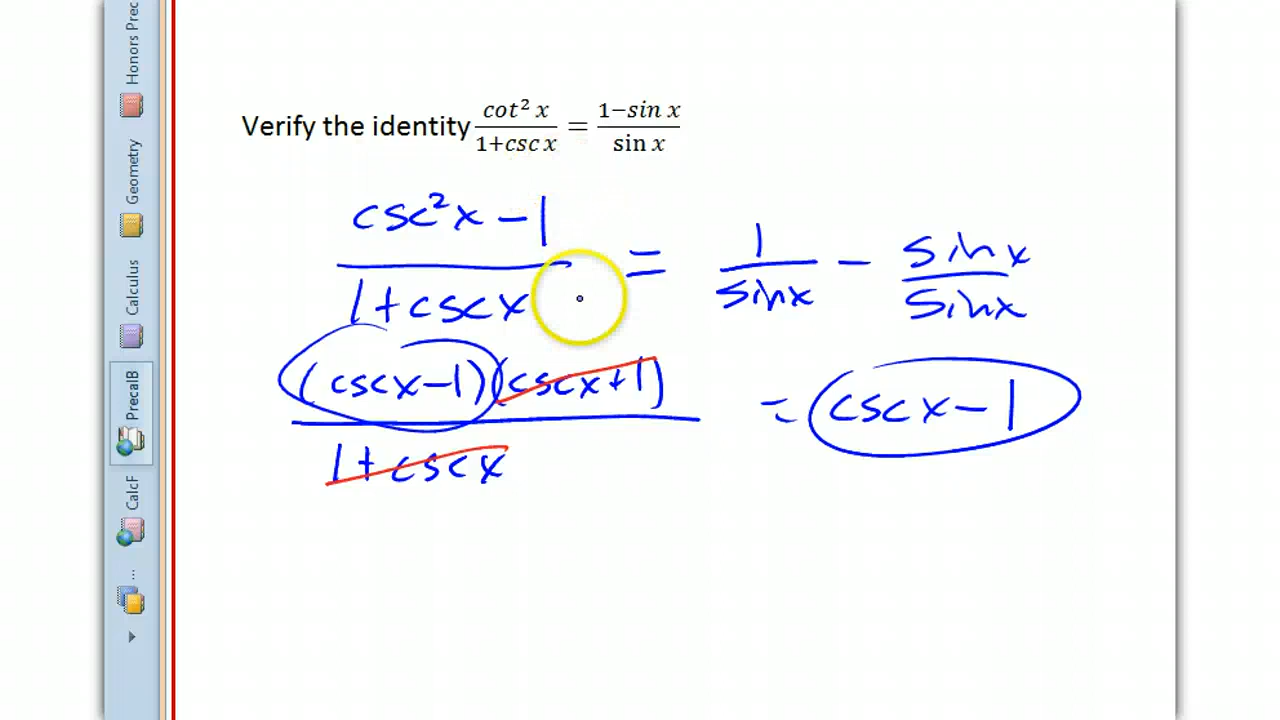 Honors Prec
Geometry
Calculus
PrecalB
CalcF
...
Verify the identity cot² x / 1+csc x = 1−sin x / sin x
csc²x − 1 / 1 + cscx = 1 / sinx − sinx / sinx
(cscx − 1)(cscx + 1) / 1 + cscx = cscx − 1